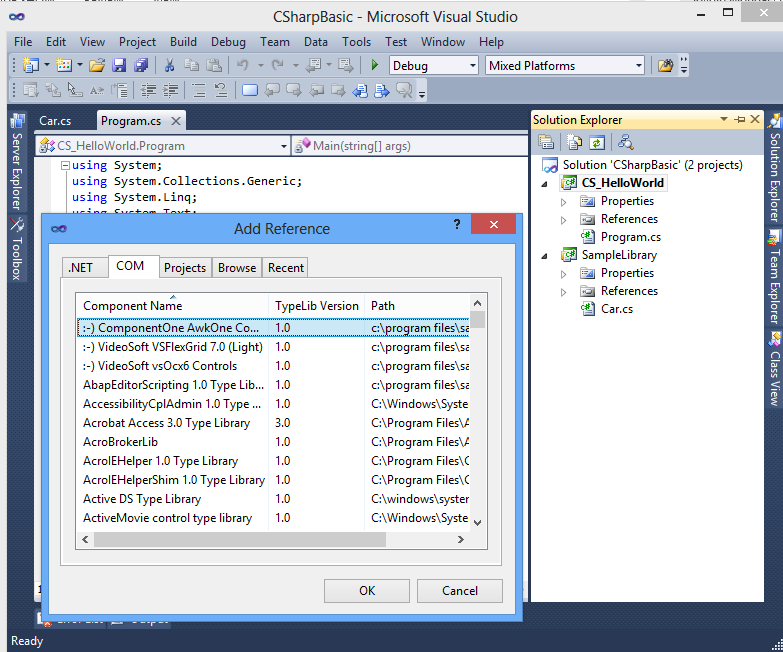 CSharpBasic - Microsoft Visual Studio
File Edit View Project Build Debug Team Data Tools Test Window Help
Debug Mixed Platforms
Server Explorer
Toolbox
Car.cs Program.cs
CS_HelloWorld.Program Main(string[] args)
using System;
using System.Collections.Generic;
using System.Linq;
using System.Text;
Add Reference ?
.NET COM Projects Browse Recent
Component Name TypeLib Version Path
:-) ComponentOne AwkOne Co... 1.0 c:\program files\sa
:-) VideoSoft VSFlexGrid 7.0 (Light) 1.0 c:\program files\sa
:-) VideoSoft vsOcx6 Controls 1.0 c:\program files\sa
AbapEditorScripting 1.0 Type Lib... 1.0 c:\program files\sa
AccessibilityCplAdmin 1.0 Type ... 1.0 C:\Windows\Syste
Acrobat Access 3.0 Type Library 3.0 C:\Program Files\A
AcroBrokerLib 1.0 C:\Program Files\A
AcroIEHelper 1.0 Type Library 1.0 C:\Program Files\C
AcroIEHelperShim 1.0 Type Library 1.0 C:\Program Files\C
Active DS Type Library 1.0 C:\windows\system
ActiveMovie control type library 1.0 C:\Windows\Syste
OK Cancel
Solution Explorer
Solution 'CSharpBasic' (2 projects)
CS_HelloWorld
Properties
References
Program.cs
SampleLibrary
Properties
References
Car.cs
Solution Explorer
Team Explorer
Class View
Error List Output
Ready